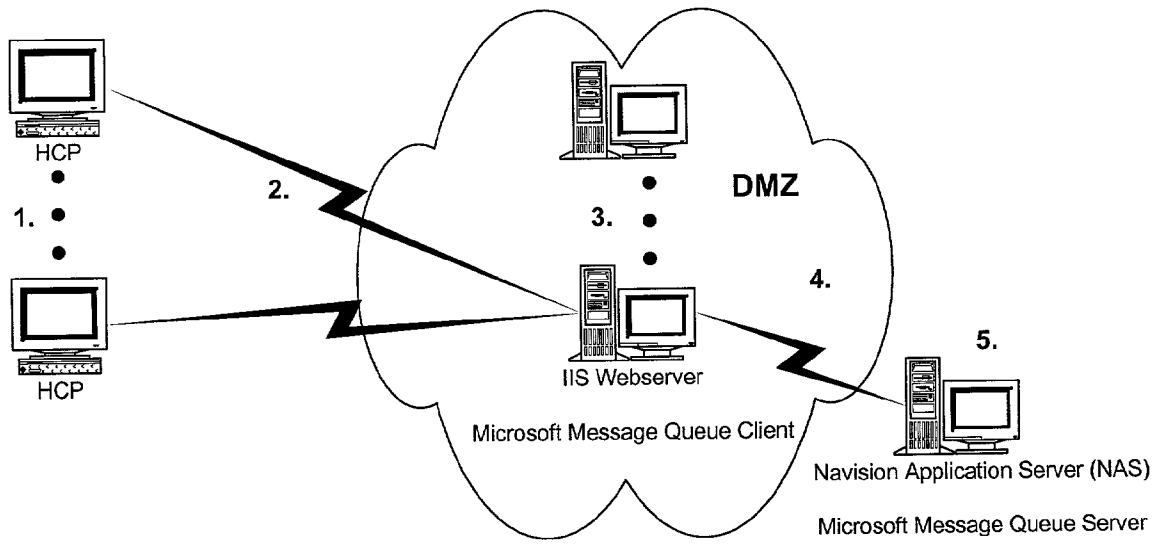 HCP
1.
HCP
2.
3.
DMZ
IIS Webserver
Microsoft Message Queue Client
4.
5.
Navision Application Server (NAS)
Microsoft Message Queue Server